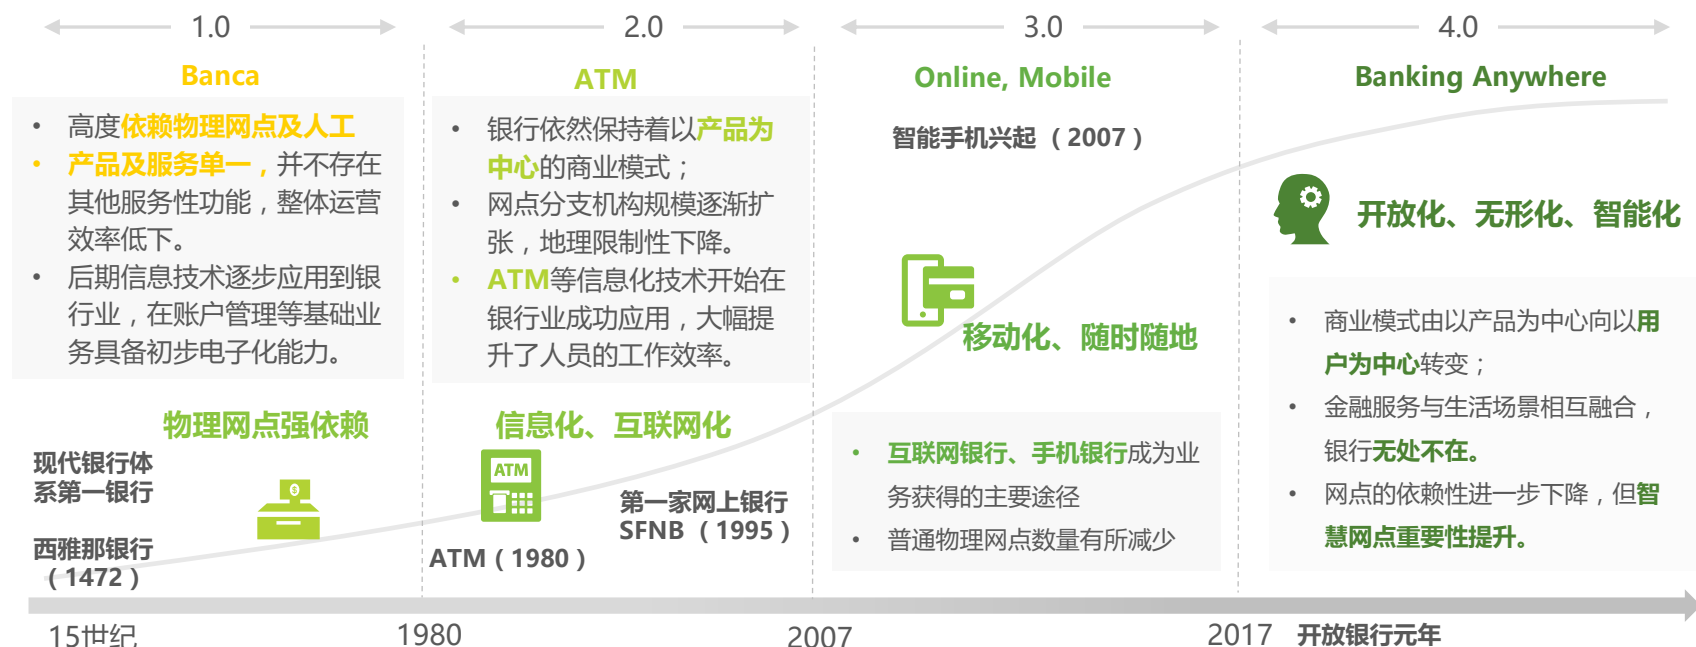 1.0
Banca
• 高度依赖物理网点及人工
• 产品及服务单一，并不存在
其他服务性功能，整体运营
效率低下。
• 后期信息技术逐步应用到银
行业，在账户管理等基础业
务具备初步电子化能力。
物理网点强依赖
现代银行体
系第一银行
西雅那银行
（1472）
2.0
ATM
• 银行依然保持着以产品为
中心的商业模式；
• 网点分支机构规模逐渐扩
张，地理限制性下降。
• ATM等信息化技术开始在
银行业成功应用，大幅提
升了人员的工作效率。
信息化、互联网化
ATM
ATM（1980）
第一家网上银行
SFNB（1995）
3.0
Online, Mobile
智能手机兴起（2007）
移动化、随时随地
• 互联网银行、手机银行成为业
务获得的主要途径
• 普通物理网点数量有所减少
4.0
Banking Anywhere
开放化、无形化、智能化
• 商业模式由以产品为中心向以用
户为中心转变；
• 金融服务与生活场景相互融合，
银行无处不在。
• 网点的依赖性进一步下降，但智
慧网点重要性提升。
15世纪
1980
2007
2017 开放银行元年